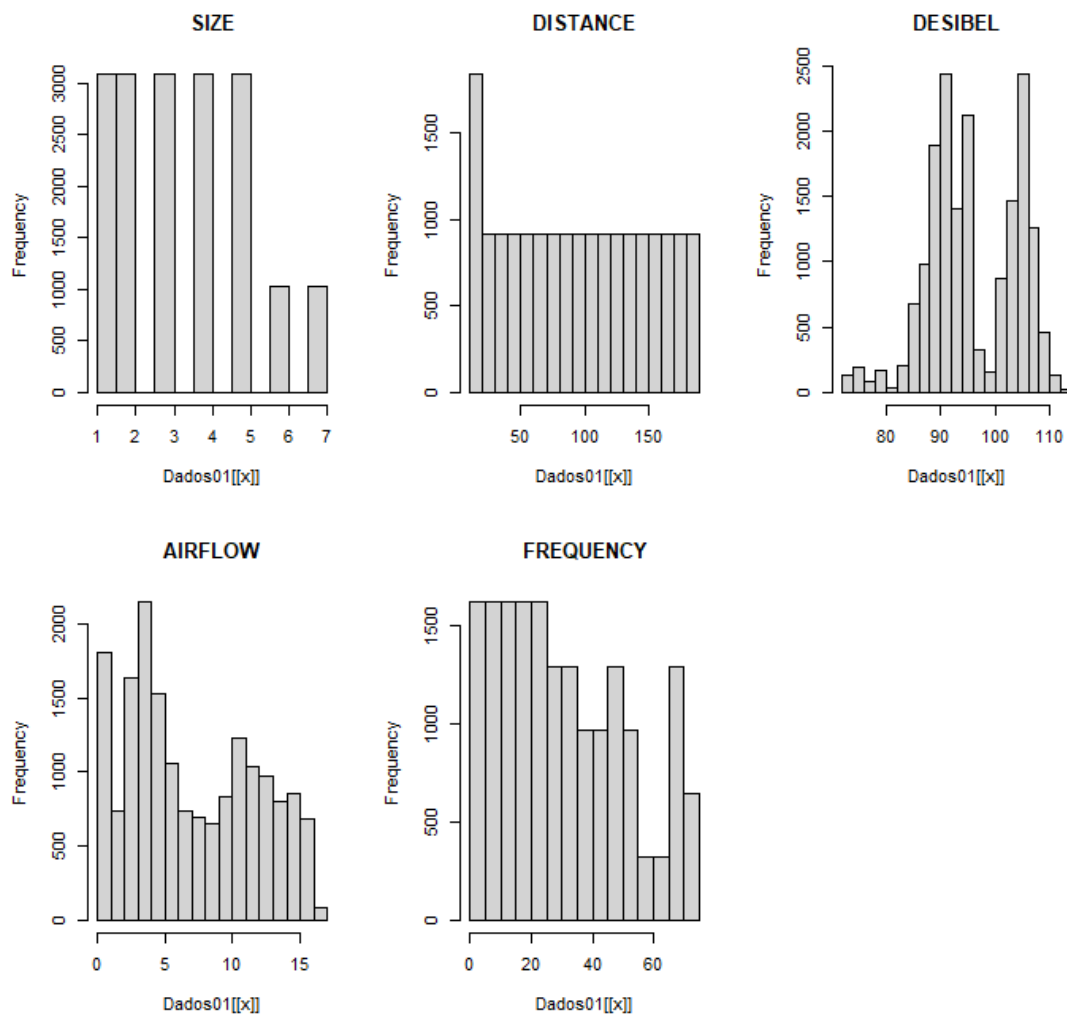 SIZE
Frequency
0 500 1000 1500 2000 2500 3000
1 2 3 4 5 6 7
Dados01[[x]]
DISTANCE
Frequency
0 500 1000 1500
50 100 150
Dados01[[x]]
DESIBEL
Frequency
0 500 1000 1500 2000 2500
80 90 100 110
Dados01[[x]]
AIRFLOW
Frequency
0 500 1000 1500 2000
0 5 10 15
Dados01[[x]]
FREQUENCY
Frequency
0 500 1000 1500
0 20 40 60
Dados01[[x]]